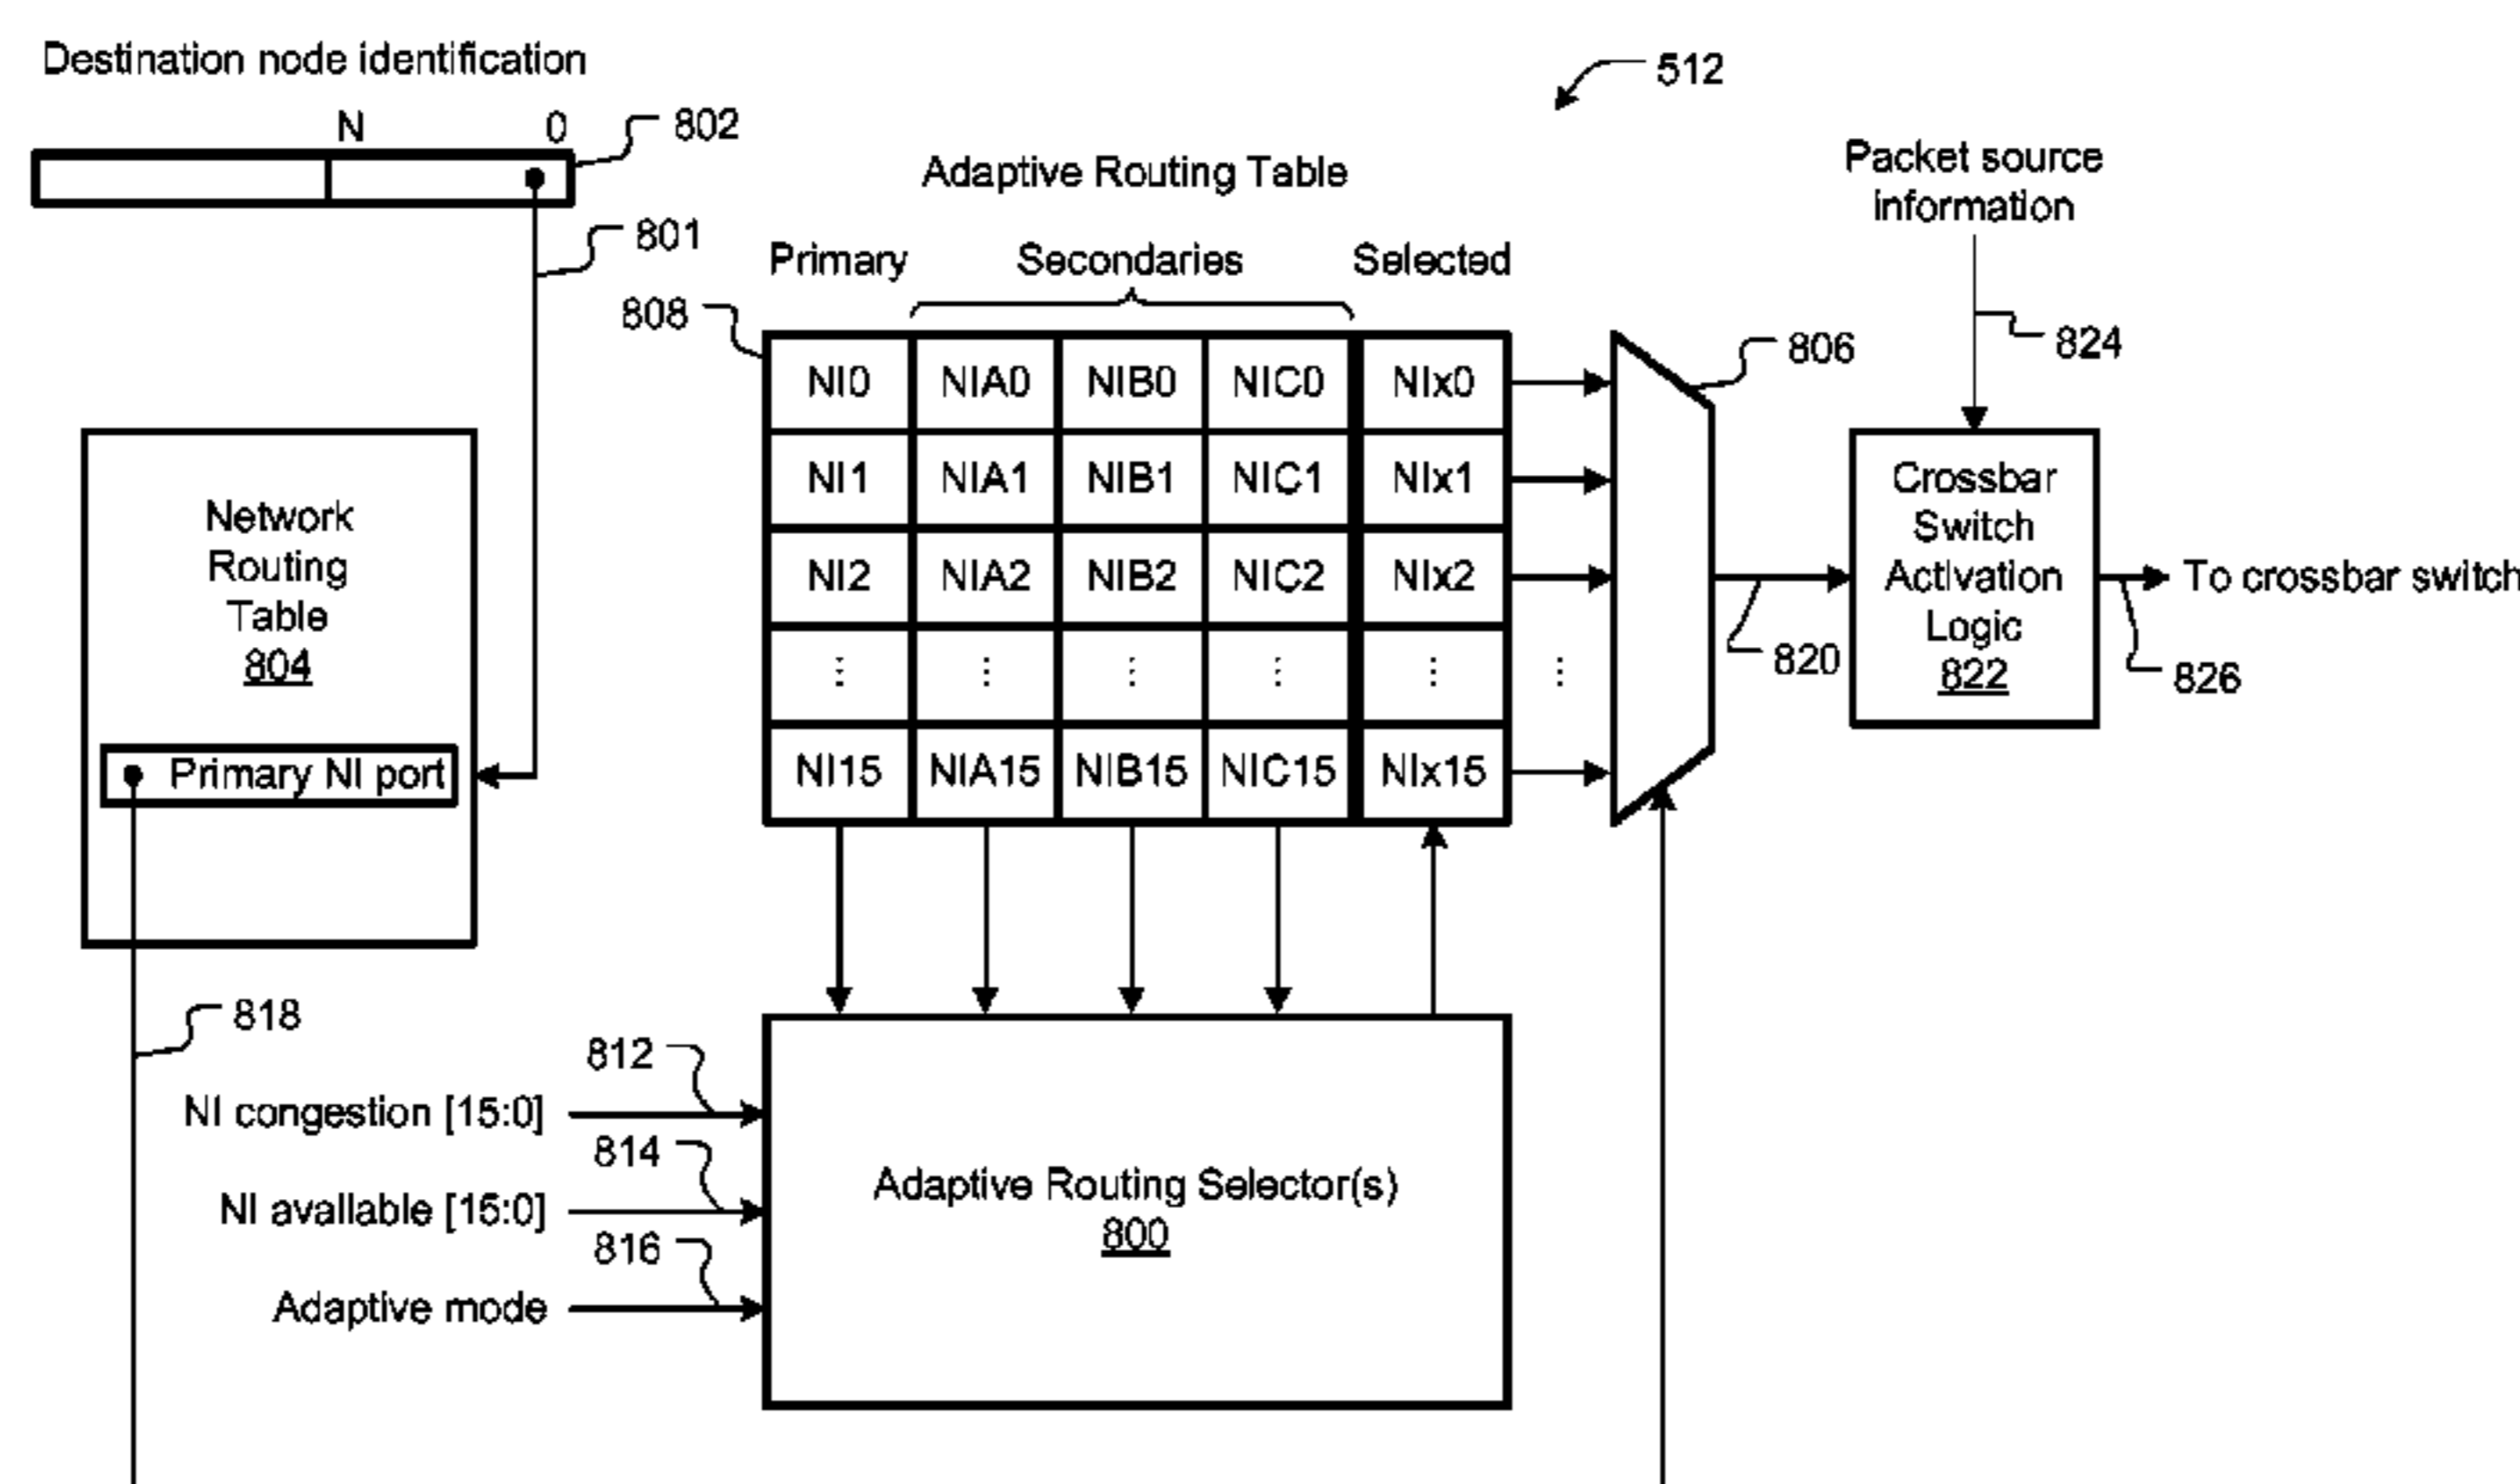 Destination node identification
N 0
802
801
512
Adaptive Routing Table
Primary Secondaries Selected
808
NI0 NIA0 NIB0 NIC0 NIx0
NI1 NIA1 NIB1 NIC1 NIx1
NI2 NIA2 NIB2 NIC2 NIx2
⋮ ⋮ ⋮ ⋮ ⋮ ⋮
NI15 NIA15 NIB15 NIC15 NIx15
806
Packet source
information
824
Crossbar
Switch
Activation
Logic
822
820
826
To crossbar switch
Network
Routing
Table
804
Primary NI port
818
812
NI congestion [15:0]
814
NI available [15:0]
816
Adaptive mode
Adaptive Routing Selector(s)
800